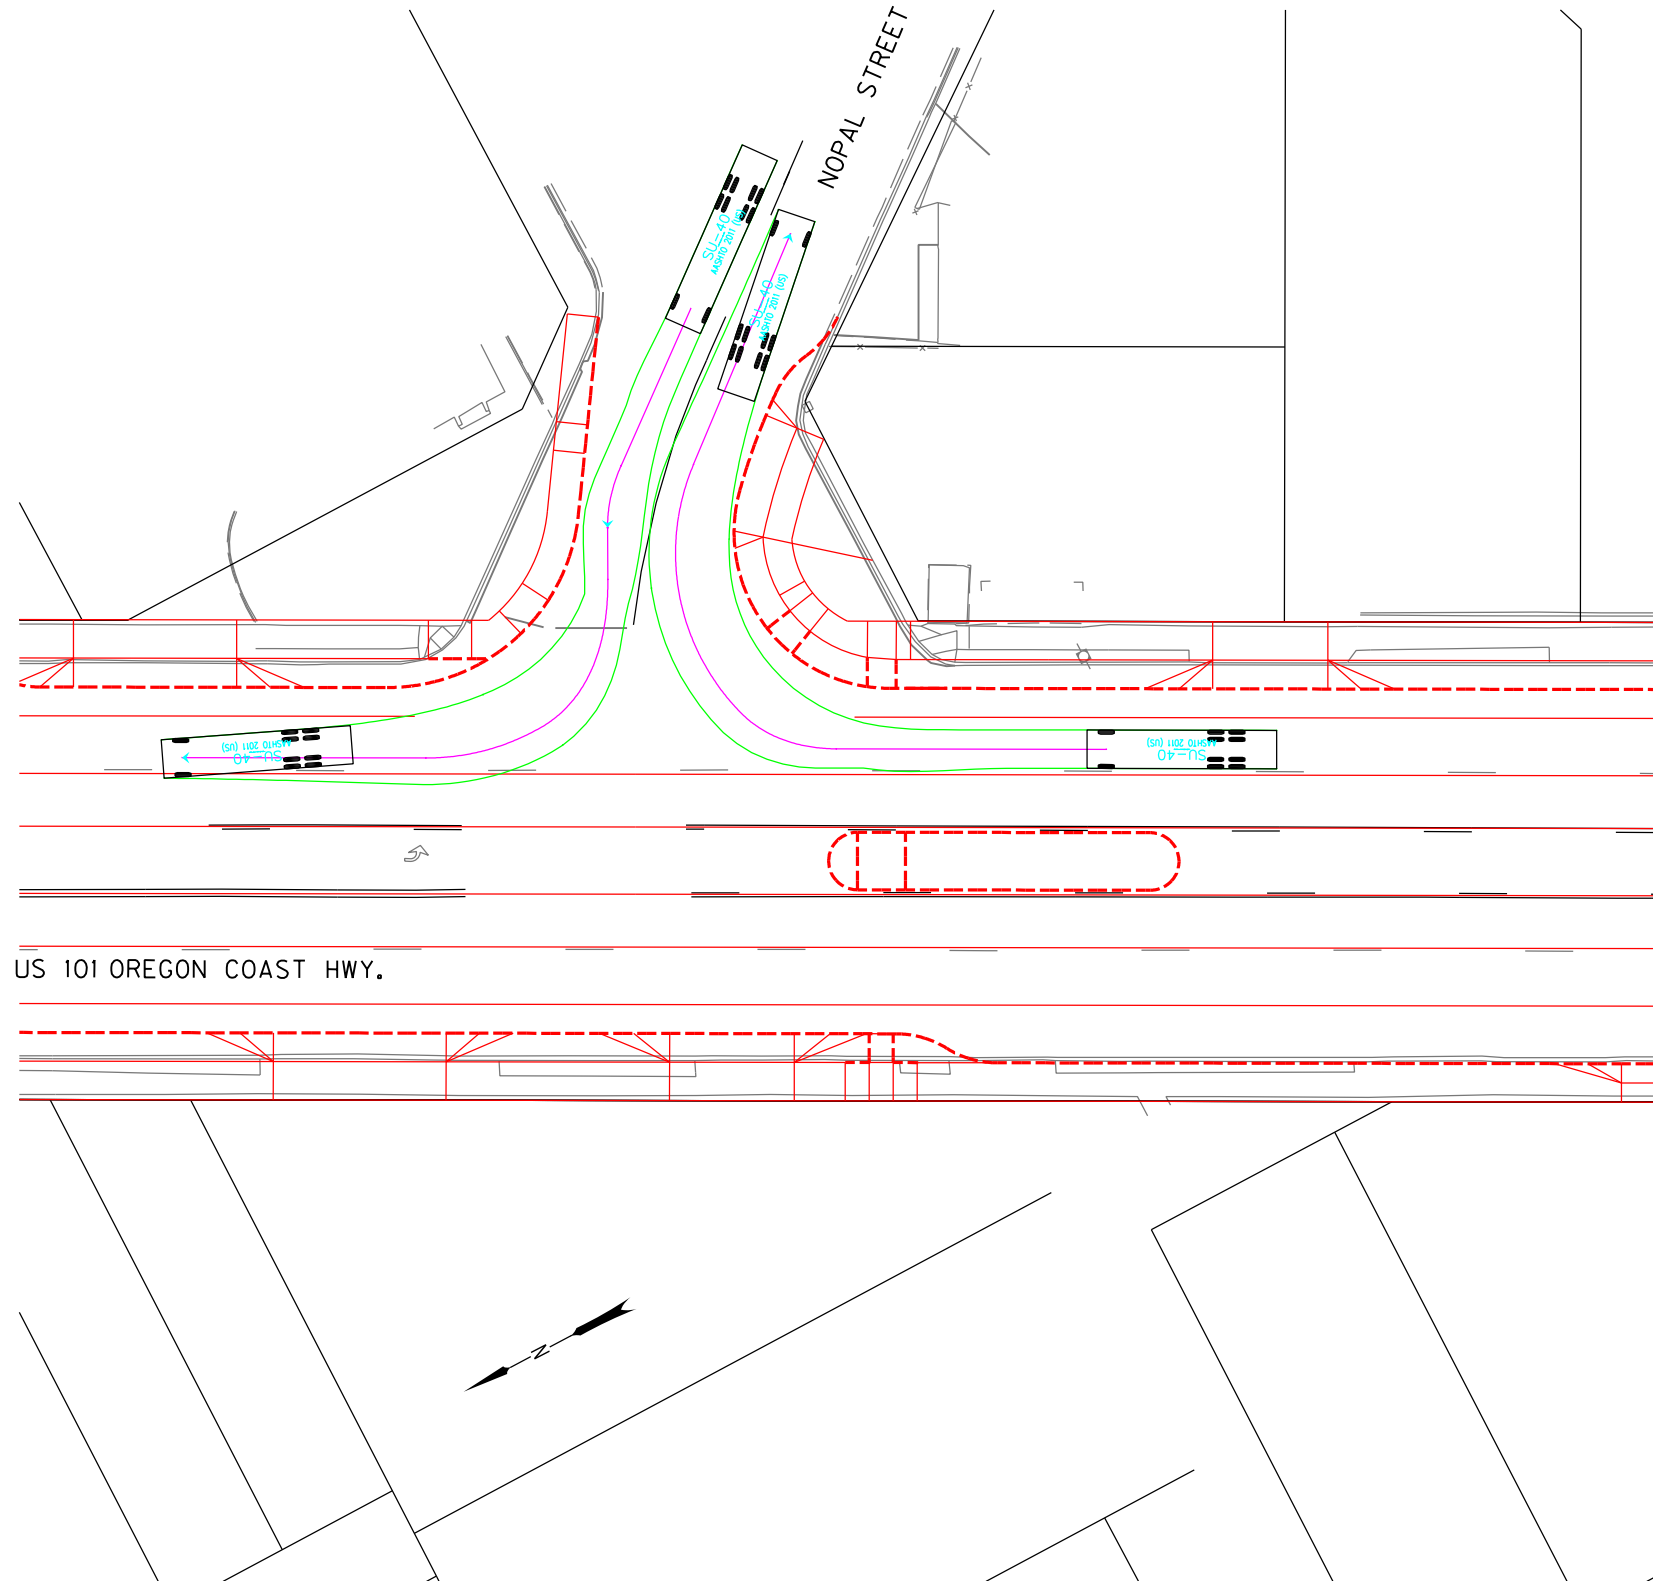 NOPAL STREET
SU-40
AASHTO 2011 (US)
SU-40
AASHTO 2011 (US)
AASHTO 2011 (US)
SU-40
AASHTO 2011 (US)
SU-40
US 101 OREGON COAST HWY.
N